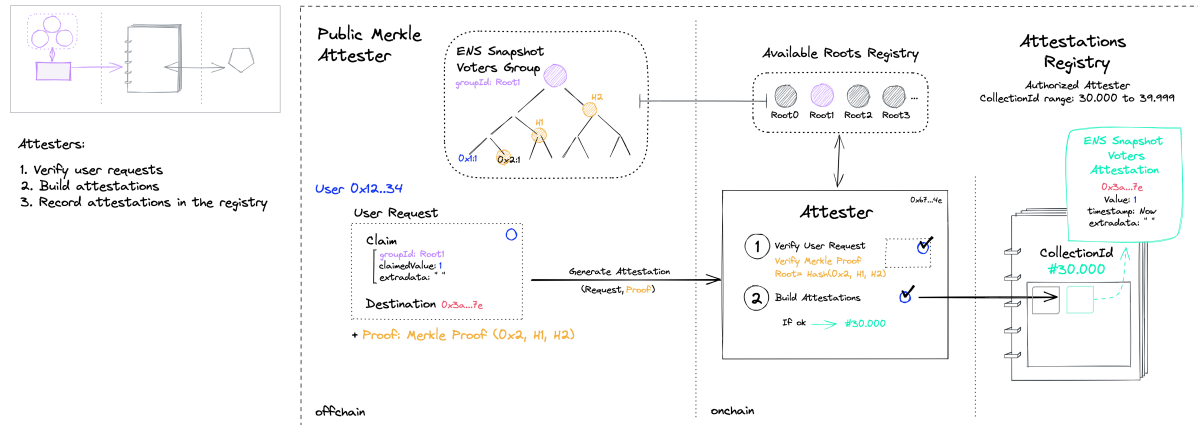 Attesters:
1. Verify user requests
2. Build attestations
3. Record attestations in the registry
Public Merkle
Attester
ENS Snapshot
Voters Group
groupId: Root1
H2
H1
0x1:1
0x2:1
User 0x12..34
User Request
Claim
groupId: Root1
claimedValue: 1
extradata: " "
Destination 0x3a...7e
+ Proof: Merkle Proof (0x2, H1, H2)
offchain
Generate Attestation
(Request, Proof)
Available Roots Registry
Root0 Root1 Root2 Root3 ...
0xb7...4e
Attester
1 Verify User Request
Verify Merkle Proof
Root= Hash(0x2, H1, H2)
2 Build Attestations
If ok #30.000
onchain
Attestations
Registry
Authorized Attester
CollectionId range: 30.000 to 39.999
ENS Snapshot
Voters
Attestation
0x3a...7e
Value: 1
timestamp: Now
extradata: " "
CollectionId
#30.000